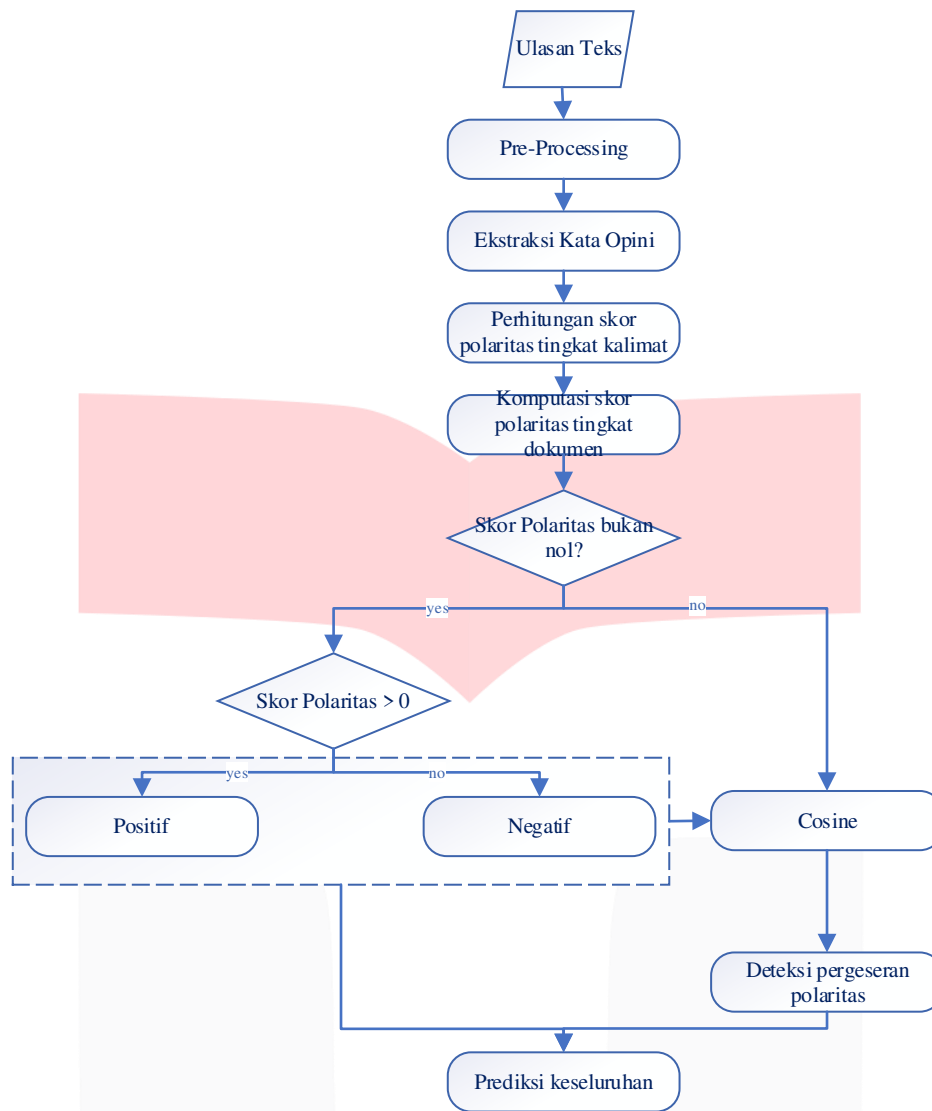 Ulasan Teks
Pre-Processing
Ekstraksi Kata Opini
Perhitungan skor
polaritas tingkat kalimat
Komputasi skor
polaritas tingkat
dokumen
Skor Polaritas bukan
nol?
yes
no
Skor Polaritas > 0
yes
no
Positif
Negatif
Cosine
Deteksi pergeseran
polaritas
Prediksi keseluruhan